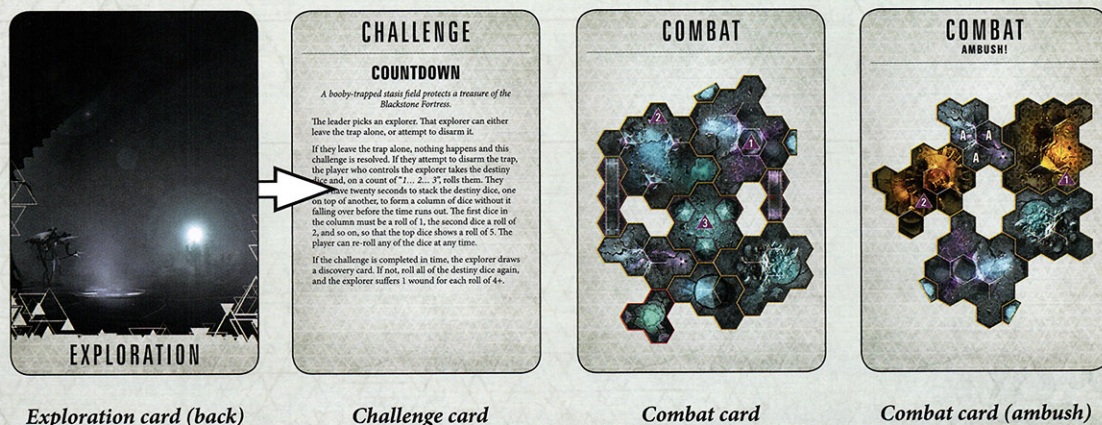 EXPLORATION
CHALLENGE
COUNTDOWN
A booby-trapped stasis field protects a treasure of the
Blackstone Fortress.
The leader picks an explorer. That explorer can either
leave the trap alone, or attempt to disarm it.
If they leave the trap alone, nothing happens and this
challenge is resolved. If they attempt to disarm the trap,
the player who controls the explorer takes the destiny
dice and, on a count of “1... 2... 3”, rolls them. They
have twenty seconds to stack the destiny dice, one
on top of another, to form a column of dice without it
falling over before the time runs out. The first dice in
the column must be a roll of 1, the second dice a roll of
2, and so on, so that the top dice shows a roll of 5. The
player can re-roll any of the dice at any time.
If the challenge is completed in time, the explorer draws
a discovery card. If not, roll all of the destiny dice again,
and the explorer suffers 1 wound for each roll of 4+.
COMBAT
2
1
3
COMBAT
AMBUSH!
A A
A
1
2
Exploration card (back)
Challenge card
Combat card
Combat card (ambush)